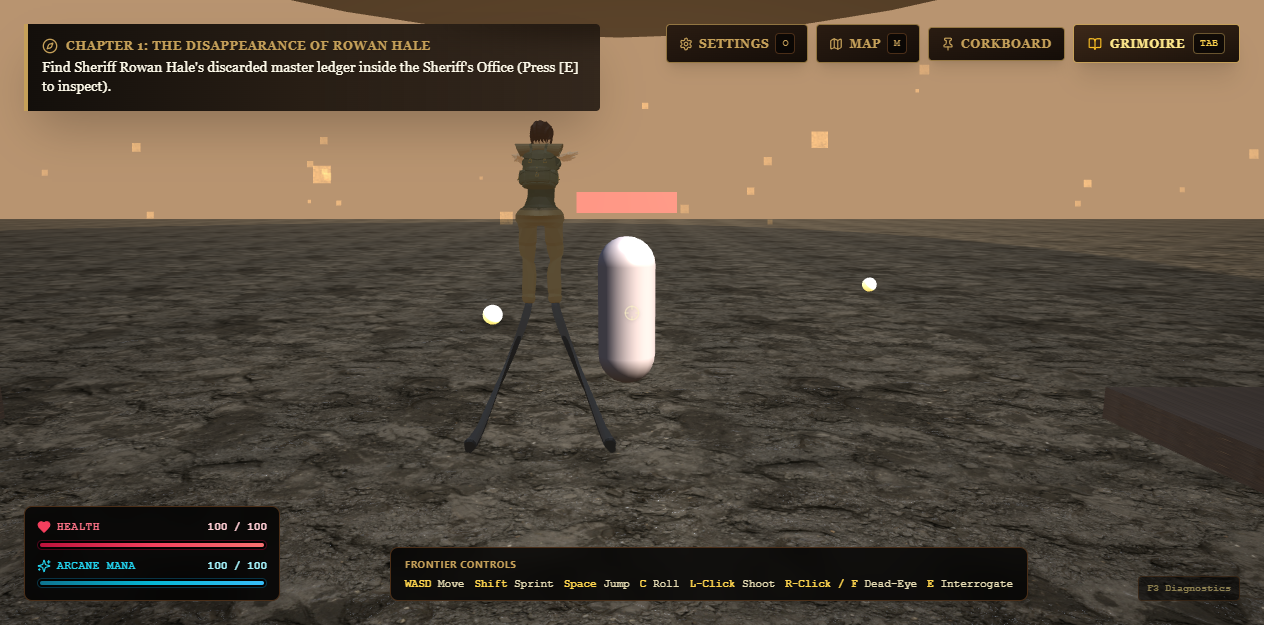 CHAPTER 1: THE DISAPPEARANCE OF ROWAN HALE
Find Sheriff Rowan Hale's discarded master ledger inside the Sheriff's Office (Press [E]
to inspect).
SETTINGS O
MAP M
CORKBOARD
GRIMOIRE TAB
HEALTH 100 / 100
ARCANE MANA 100 / 100
FRONTIER CONTROLS
WASD Move Shift Sprint Space Jump C Roll L-Click Shoot R-Click / F Dead-Eye E Interrogate
F3 Diagnostics